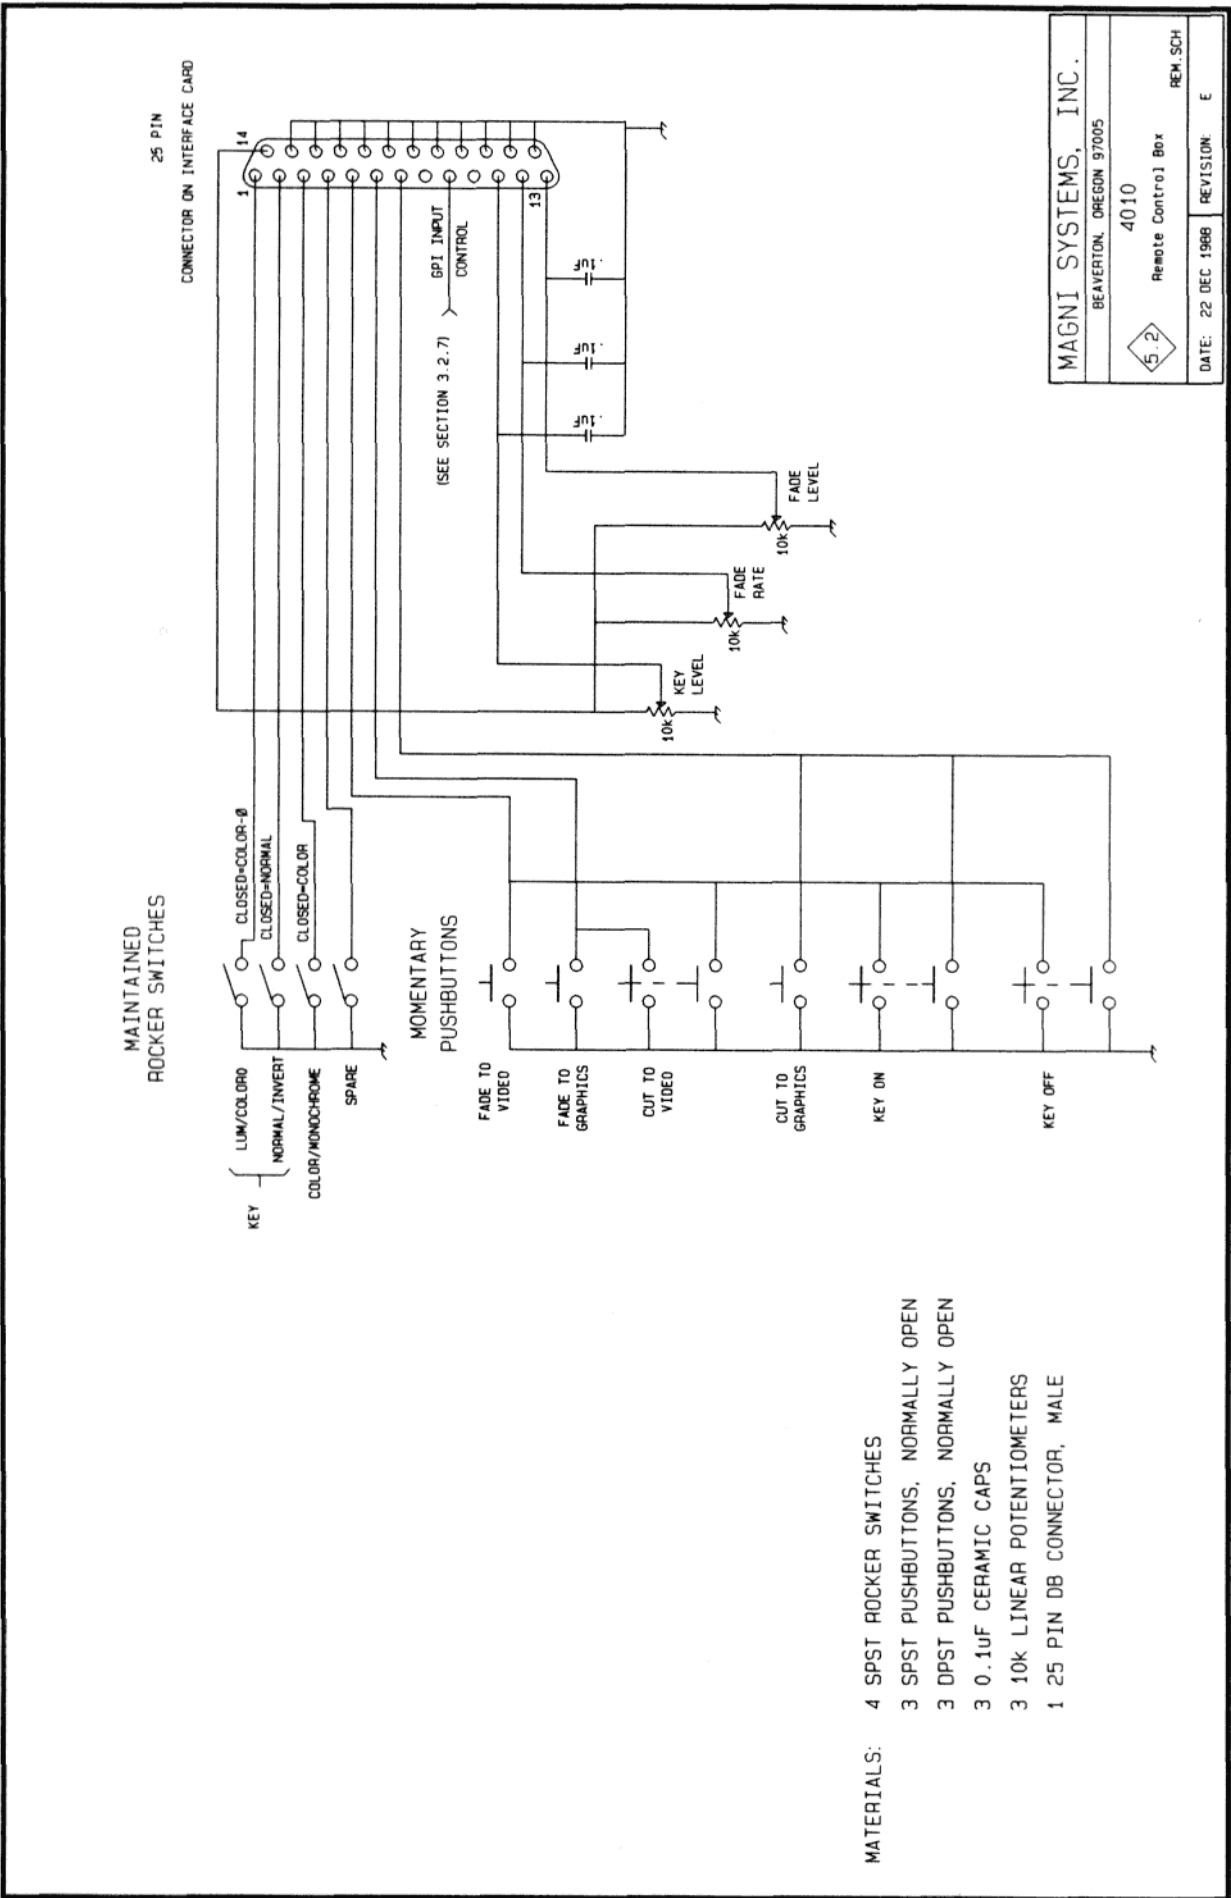 MAINTAINED
ROCKER SWITCHES
25 PIN
CONNECTOR ON INTERFACE CARD
KEY
LUM/COLOR0
NORMAL/INVERT
COLOR/MONOCHROME
SPARE
CLOSED=COLOR-Ø
CLOSED=NORMAL
CLOSED=COLOR
1
14
13
MOMENTARY
PUSHBUTTONS
FADE TO
VIDEO
FADE TO
GRAPHICS
CUT TO
VIDEO
CUT TO
GRAPHICS
KEY ON
KEY OFF
(SEE SECTION 3.2.7)
GPI INPUT
CONTROL
.1uF
.1uF
.1uF
10k
KEY
LEVEL
10k
FADE
RATE
10k
FADE
LEVEL
MATERIALS:
4 SPST ROCKER SWITCHES
3 SPST PUSHBUTTONS, NORMALLY OPEN
3 DPST PUSHBUTTONS, NORMALLY OPEN
3 0.1uF CERAMIC CAPS
3 10k LINEAR POTENTIOMETERS
1 25 PIN DB CONNECTOR, MALE
MAGNI SYSTEMS, INC.
BEAVERTON, OREGON 97005
4010
5.2
Remote Control Box
REM.SCH
DATE: 22 DEC 1988
REVISION: E